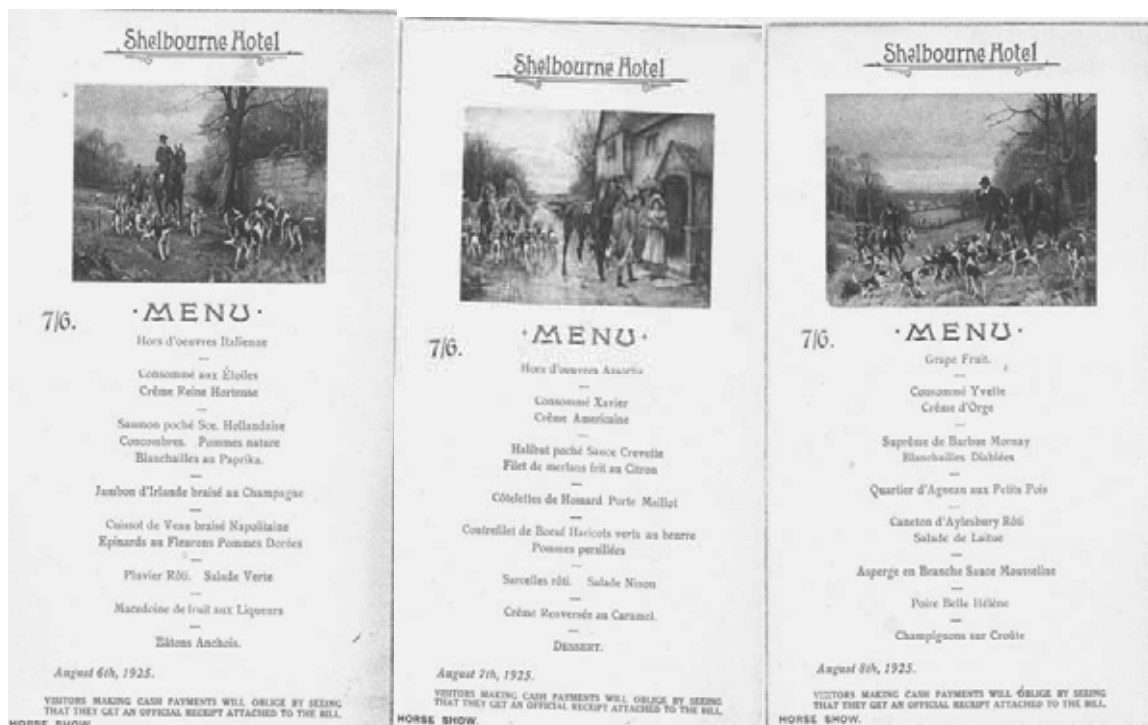 Shelbourne Hotel
7/6.
·MENU·
Hors d'oeuvres Italienne
Consommé aux Étoiles
Crême Reine Hortense
Saumon poché Sce. Hollandaise
Concombres. Pommes nature
Blanchailles au Paprika.
Jambon d'Irlande braisé au Champagne
Cuissot de Veau braisé Napolitaine
Epinards au Fleurons Pommes Dorées
Pluvier Rôti. Salade Verte
Macedoine de fruit aux Liqueurs
Bâtons Anchois.
August 6th, 1925.
VISITORS MAKING CASH PAYMENTS WILL OBLIGE BY SEEING
THAT THEY GET AN OFFICIAL RECEIPT ATTACHED TO THE BILL.
HORSE SHOW.
Shelbourne Hotel
7/6.
·MENU·
Hors d'oeuvres Assortis
Consommé Xavier
Crême Americaine
Halibut poché Sauce Crevette
Filet de merlans frit au Citron
Côtelettes de Homard Porte Maillot
Contrefilet de Boeuf Haricots verts au beurre
Pommes persillées
Sarcelles rôti. Salade Ninon
Crême Renversée au Caramel.
DESSERT.
August 7th, 1925.
VISITORS MAKING CASH PAYMENTS WILL OBLIGE BY SEEING
THAT THEY GET AN OFFICIAL RECEIPT ATTACHED TO THE BILL.
HORSE SHOW.
Shelbourne Hotel
7/6.
·MENU·
Grape Fruit.
Consommé Yvette
Crême d'Orge
Suprême de Barbue Mornay
Blanchailles Diablées
Quartier d'Agneau aux Petits Pois
Caneton d'Aylesbury Rôti
Salade de Laitue
Asperge en Branche Sauce Mousseline
Poire Belle Hélène
Champignons sur Croûte
August 8th, 1925.
VISITORS MAKING CASH PAYMENTS WILL OBLIGE BY SEEING
THAT THEY GET AN OFFICIAL RECEIPT ATTACHED TO THE BILL.
HORSE SHOW.